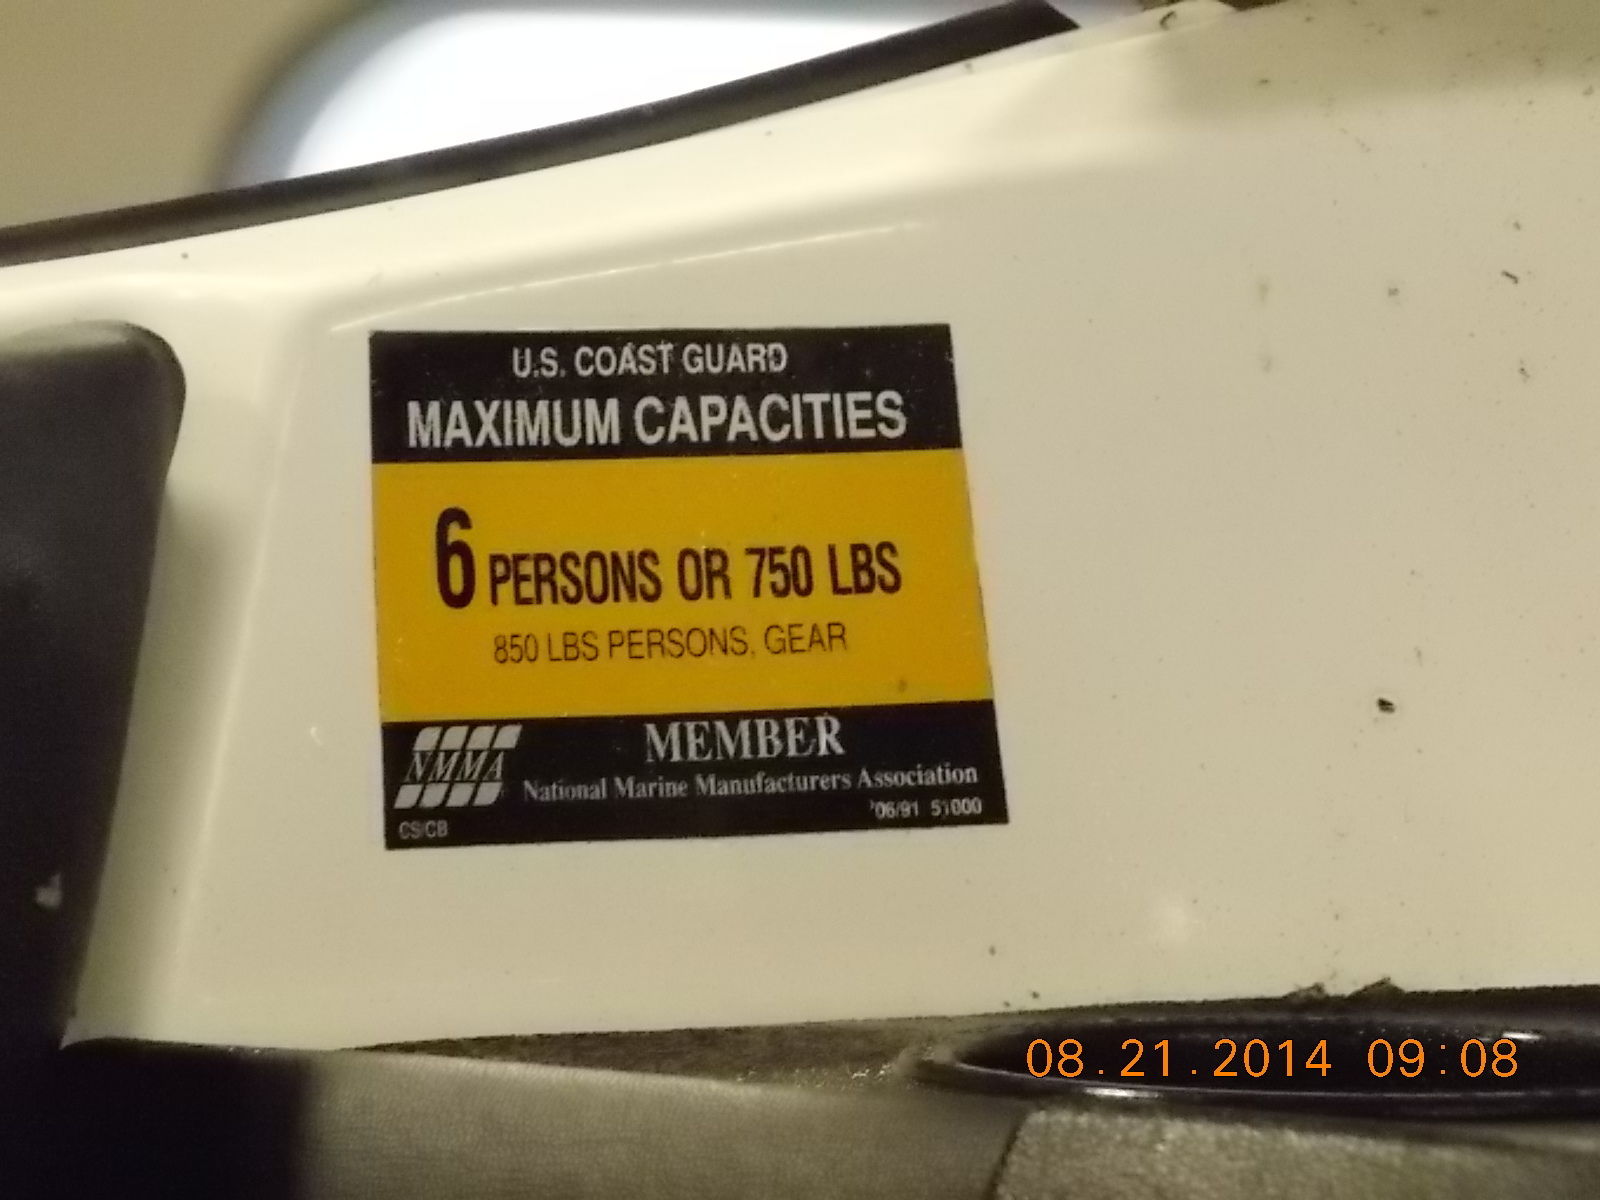 U.S. COAST GUARD
MAXIMUM CAPACITIES
6 PERSONS OR 750 LBS
850 LBS PERSONS, GEAR
NMMA
MEMBER
National Marine Manufacturers Association
CS/CB
'06/91 51000
08.21.2014 09:08